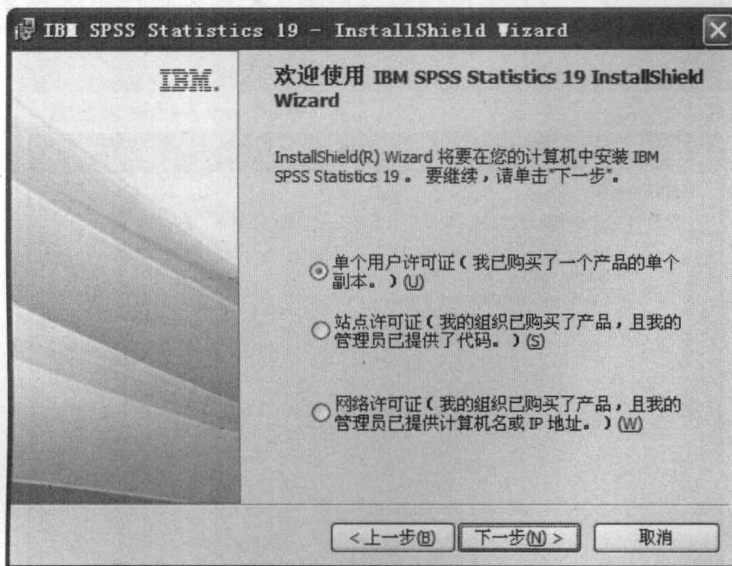 IBM SPSS Statistics 19 - InstallShield Wizard
IBM.
欢迎使用 IBM SPSS Statistics 19 InstallShield
Wizard
InstallShield(R) Wizard 将要在您的计算机中安装 IBM
SPSS Statistics 19 。 要继续，请单击"下一步"。
单个用户许可证（我已购买了一个产品的单个
副本。）(U)
站点许可证（我的组织已购买了产品，且我的
管理员已提供了代码。）(S)
网络许可证（我的组织已购买了产品，且我的
管理员已提供计算机名或 IP 地址。）(W)
<上一步(B)
下一步(N) >
取消